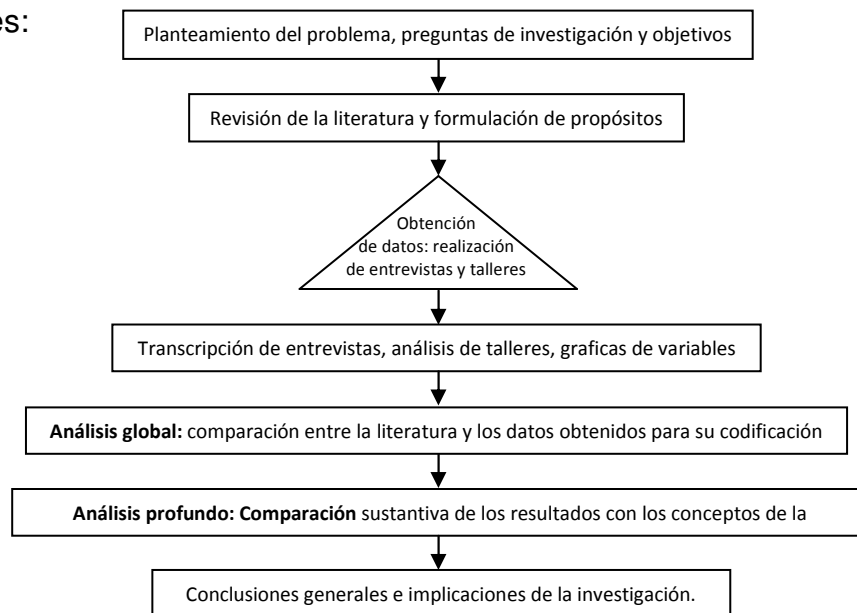 es:
Planteamiento del problema, preguntas de investigación y objetivos
Revisión de la literatura y formulación de propósitos
Obtención
de datos: realización
de entrevistas y talleres
Transcripción de entrevistas, análisis de talleres, graficas de variables
Análisis global: comparación entre la literatura y los datos obtenidos para su codificación
Análisis profundo: Comparación sustantiva de los resultados con los conceptos de la
Conclusiones generales e implicaciones de la investigación.